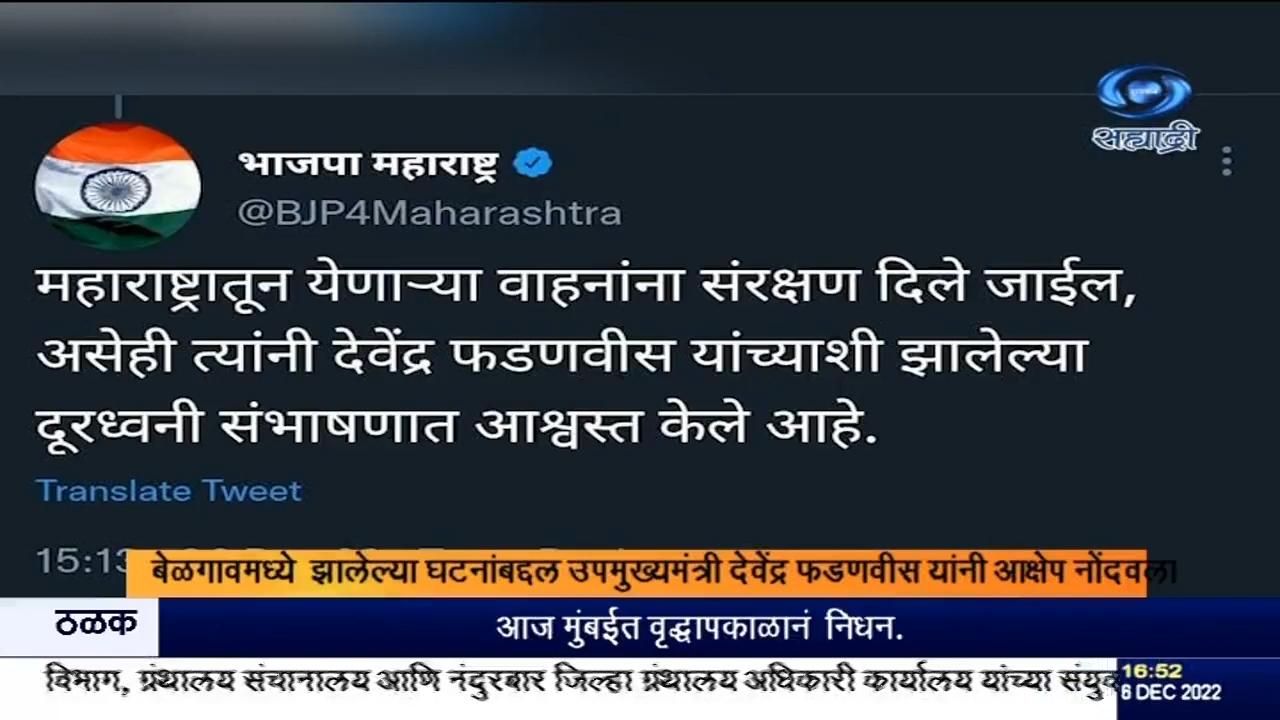 सह्याद्री
भाजपा महाराष्ट्र
@BJP4Maharashtra
महाराष्ट्रातून येणाऱ्या वाहनांना संरक्षण दिले जाईल,
असेही त्यांनी देवेंद्र फडणवीस यांच्याशी झालेल्या
दूरध्वनी संभाषणात आश्वस्त केले आहे.
Translate Tweet
15:13
बेळगावमध्ये झालेल्या घटनांबद्दल उपमुख्यमंत्री देवेंद्र फडणवीस यांनी आक्षेप नोंदवला
ठळक
आज मुंबईत वृद्धापकाळानं निधन.
विभाग, ग्रंथालय संचानालय आणि नंदुरबार जिल्हा ग्रंथालय अधिकारी कार्यालय यांच्या संयुक
16:52
6 DEC 2022